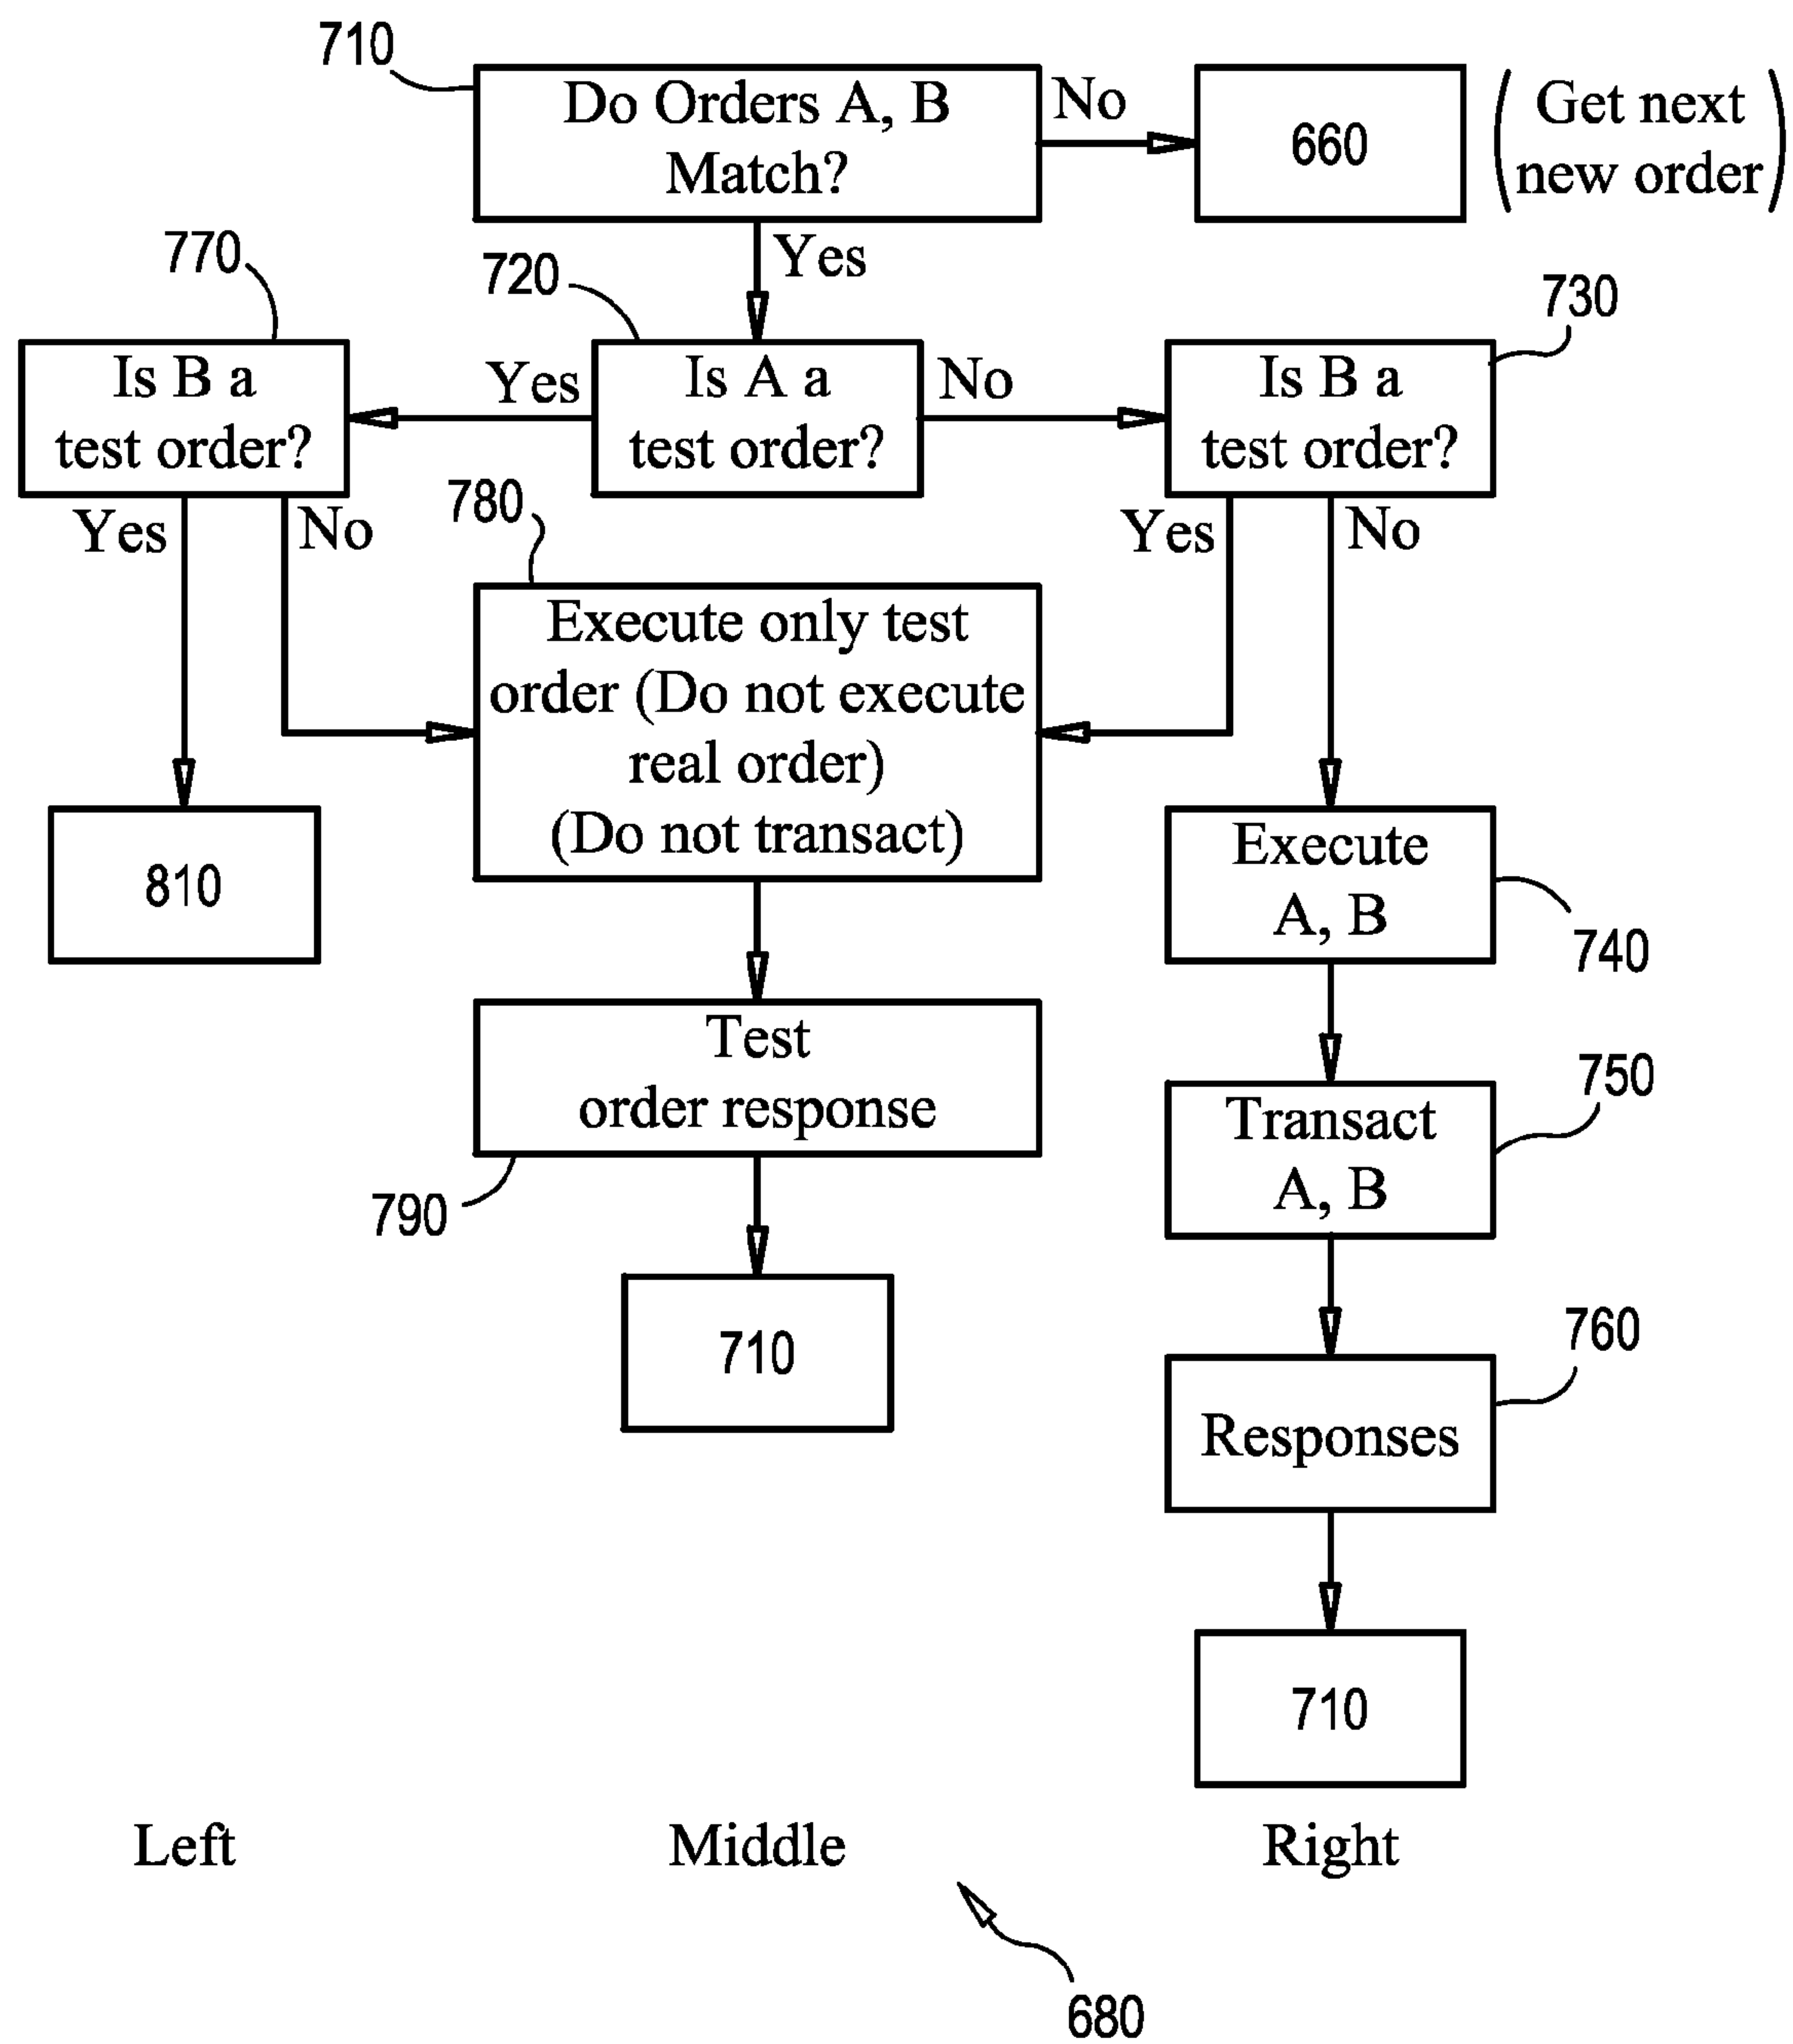 710
Do Orders A, B
Match?
No
660
(Get next
new order)
Yes
770
720
730
Is B a
test order?
Yes
Is A a
test order?
No
Is B a
test order?
Yes
No
780
Yes
No
Execute only test
order (Do not execute
real order)
(Do not transact)
810
Execute
A, B
740
Test
order response
790
Transact
A, B
750
710
Responses
760
710
Left
Middle
Right
680